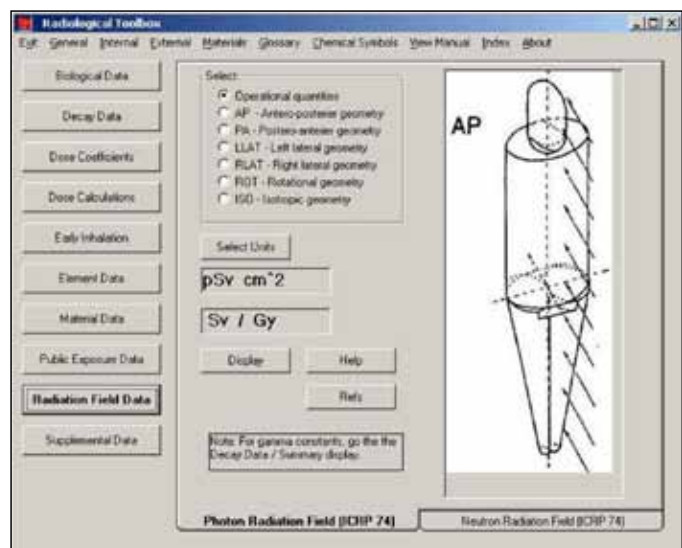 Radiological Toolbox
Exit General Internal External Materials Glossary Chemical Symbols View Manual Index About
Biological Data
Decay Data
Dose Coefficients
Dose Calculations
Early Inhalation
Element Data
Material Data
Public Exposure Data
Radiation Field Data
Supplemental Data
Select
Operational quantities
AP - Antero-posterior geometry
PA - Postero-anterior geometry
LLAT - Left lateral geometry
RLAT - Right lateral geometry
ROT - Rotational geometry
ISO - Isotropic geometry
Select Units
pSv cm^2
Sv / Gy
Display
Help
Refs
Note: For gamma constants, go the the
Decay Data / Summary display.
AP
Photon Radiation Field (ICRP 74)
Neutron Radiation Field (ICRP 74)